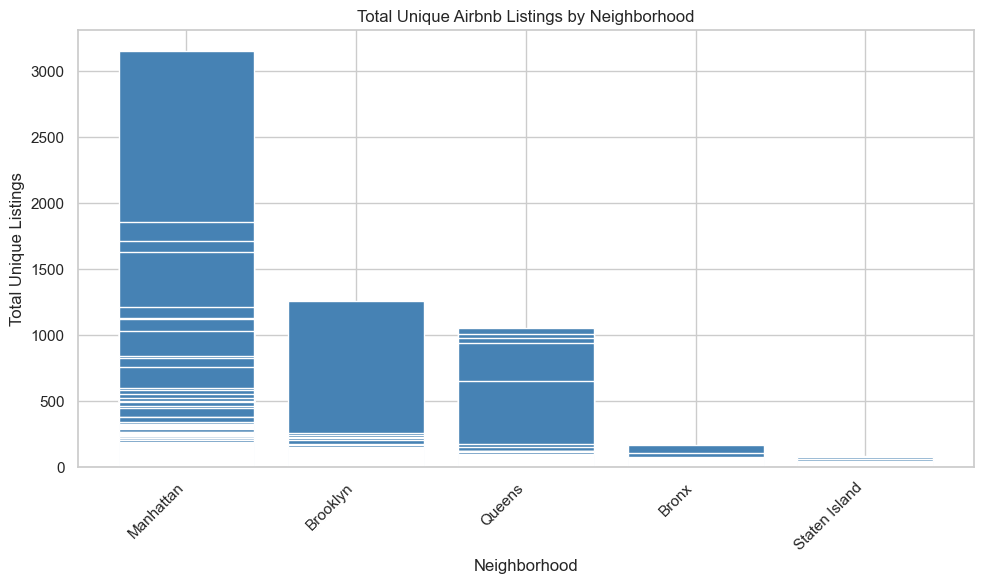 Total Unique Airbnb Listings by Neighborhood
Total Unique Listings
3000
2500
2000
1500
1000
500
0
Manhattan
Brooklyn
Queens
Bronx
Staten Island
Neighborhood